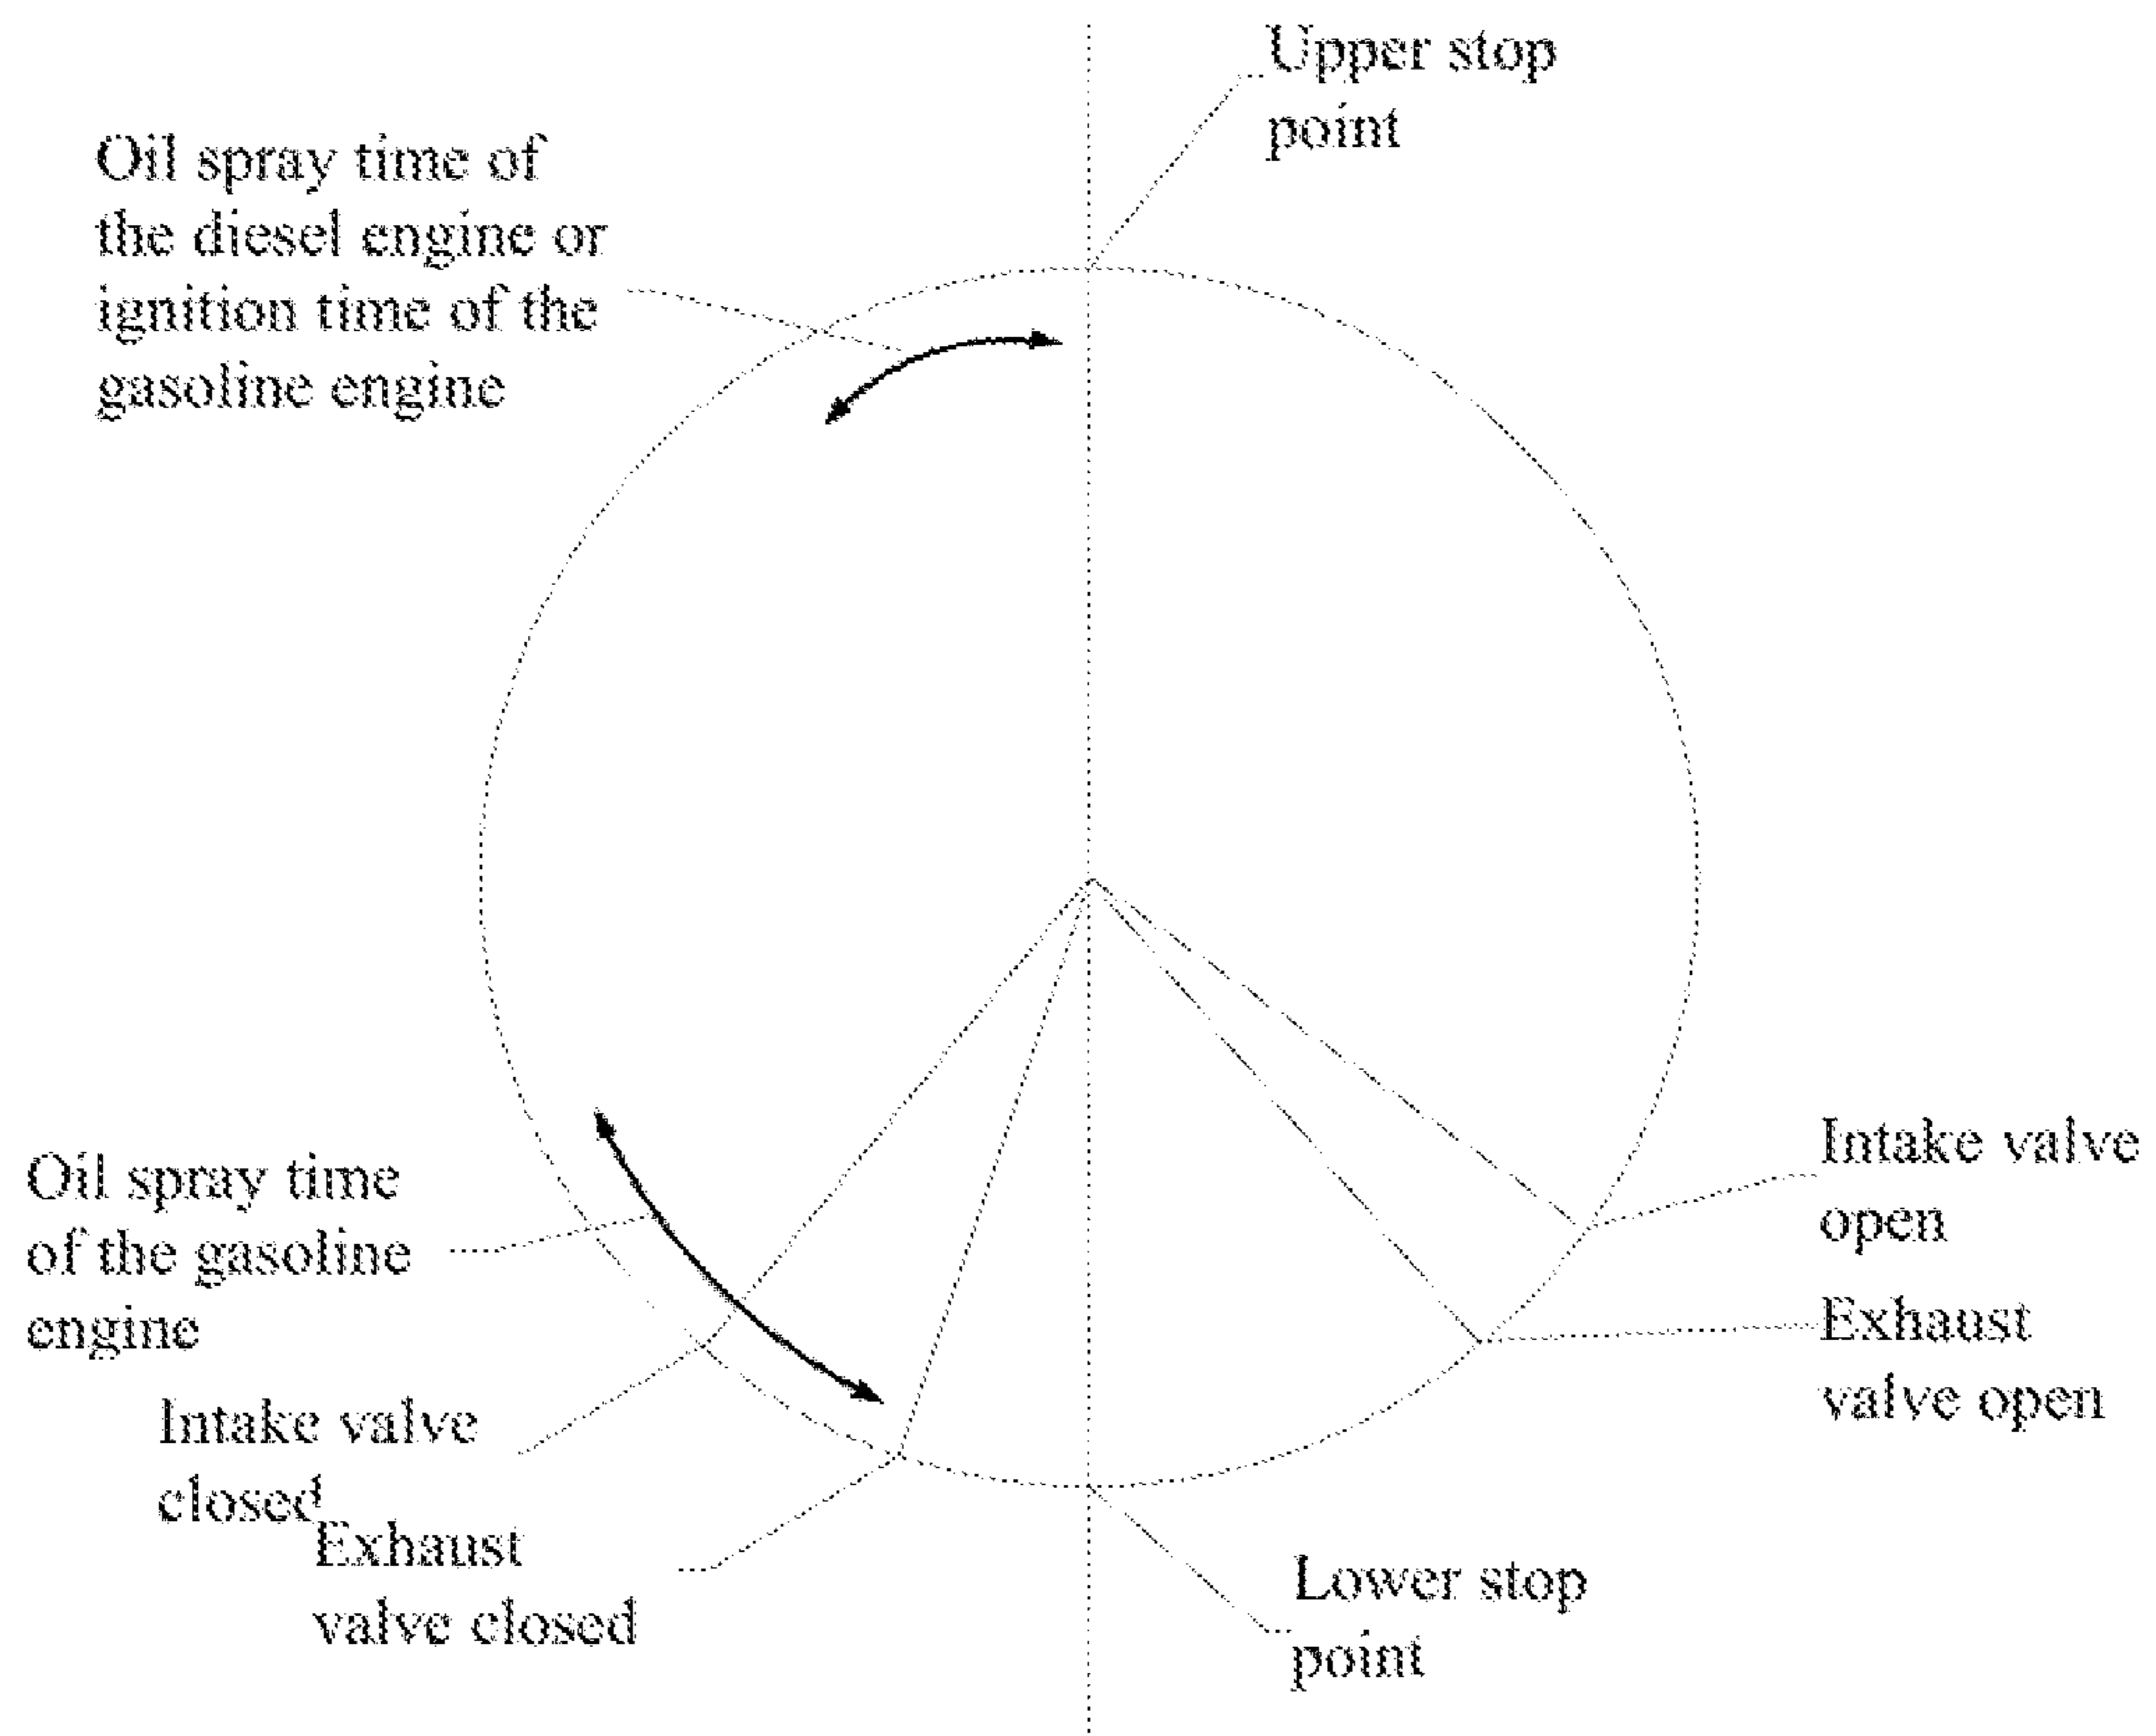 Upper stop
point
Oil spray time of
the diesel engine or
ignition time of the
gasoline engine
Intake valve
open
Oil spray time
of the gasoline
engine
Exhaust
valve open
Intake valve
closed
Exhaust
valve closed
Lower stop
point